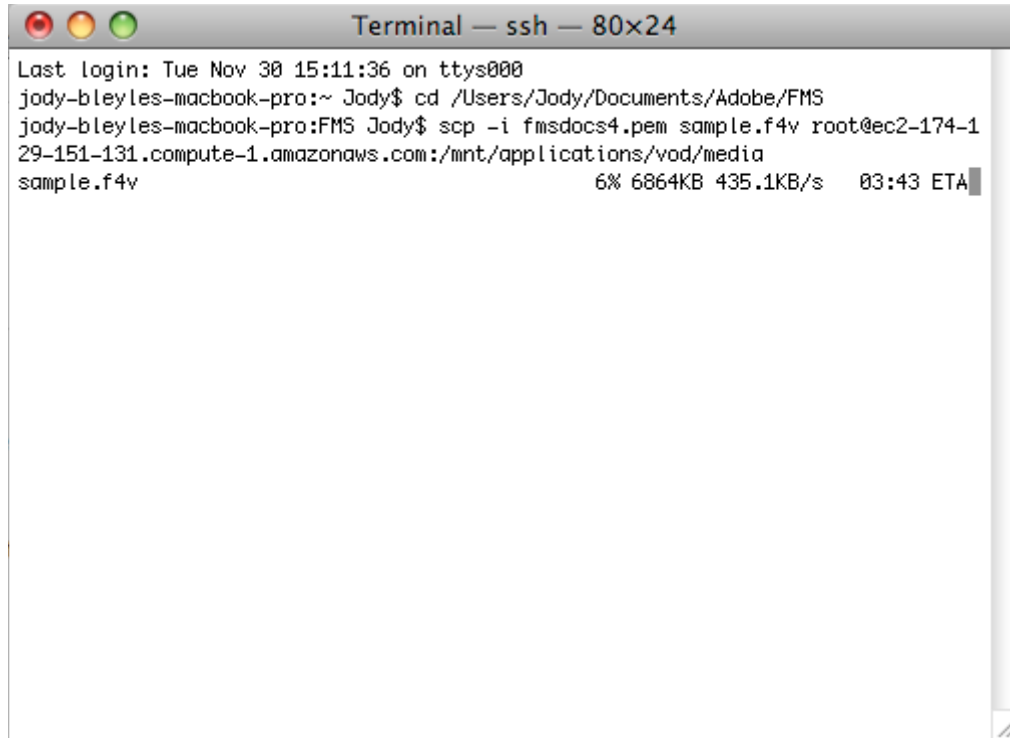 Terminal — ssh — 80×24
Last login: Tue Nov 30 15:11:36 on ttys000
jody-bleyles-macbook-pro:~ Jody$ cd /Users/Jody/Documents/Adobe/FMS
jody-bleyles-macbook-pro:FMS Jody$ scp -i fmsdocs4.pem sample.f4v root@ec2-174-1
29-151-131.compute-1.amazonaws.com:/mnt/applications/vod/media
sample.f4v 6% 6864KB 435.1KB/s 03:43 ETA